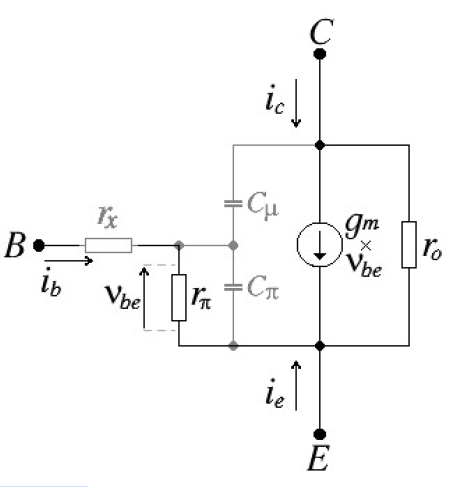 C
i_c
C_μ
g_m
×
v_be
r_o
r_x
B
i_b
v_be
r_π
C_π
i_e
E